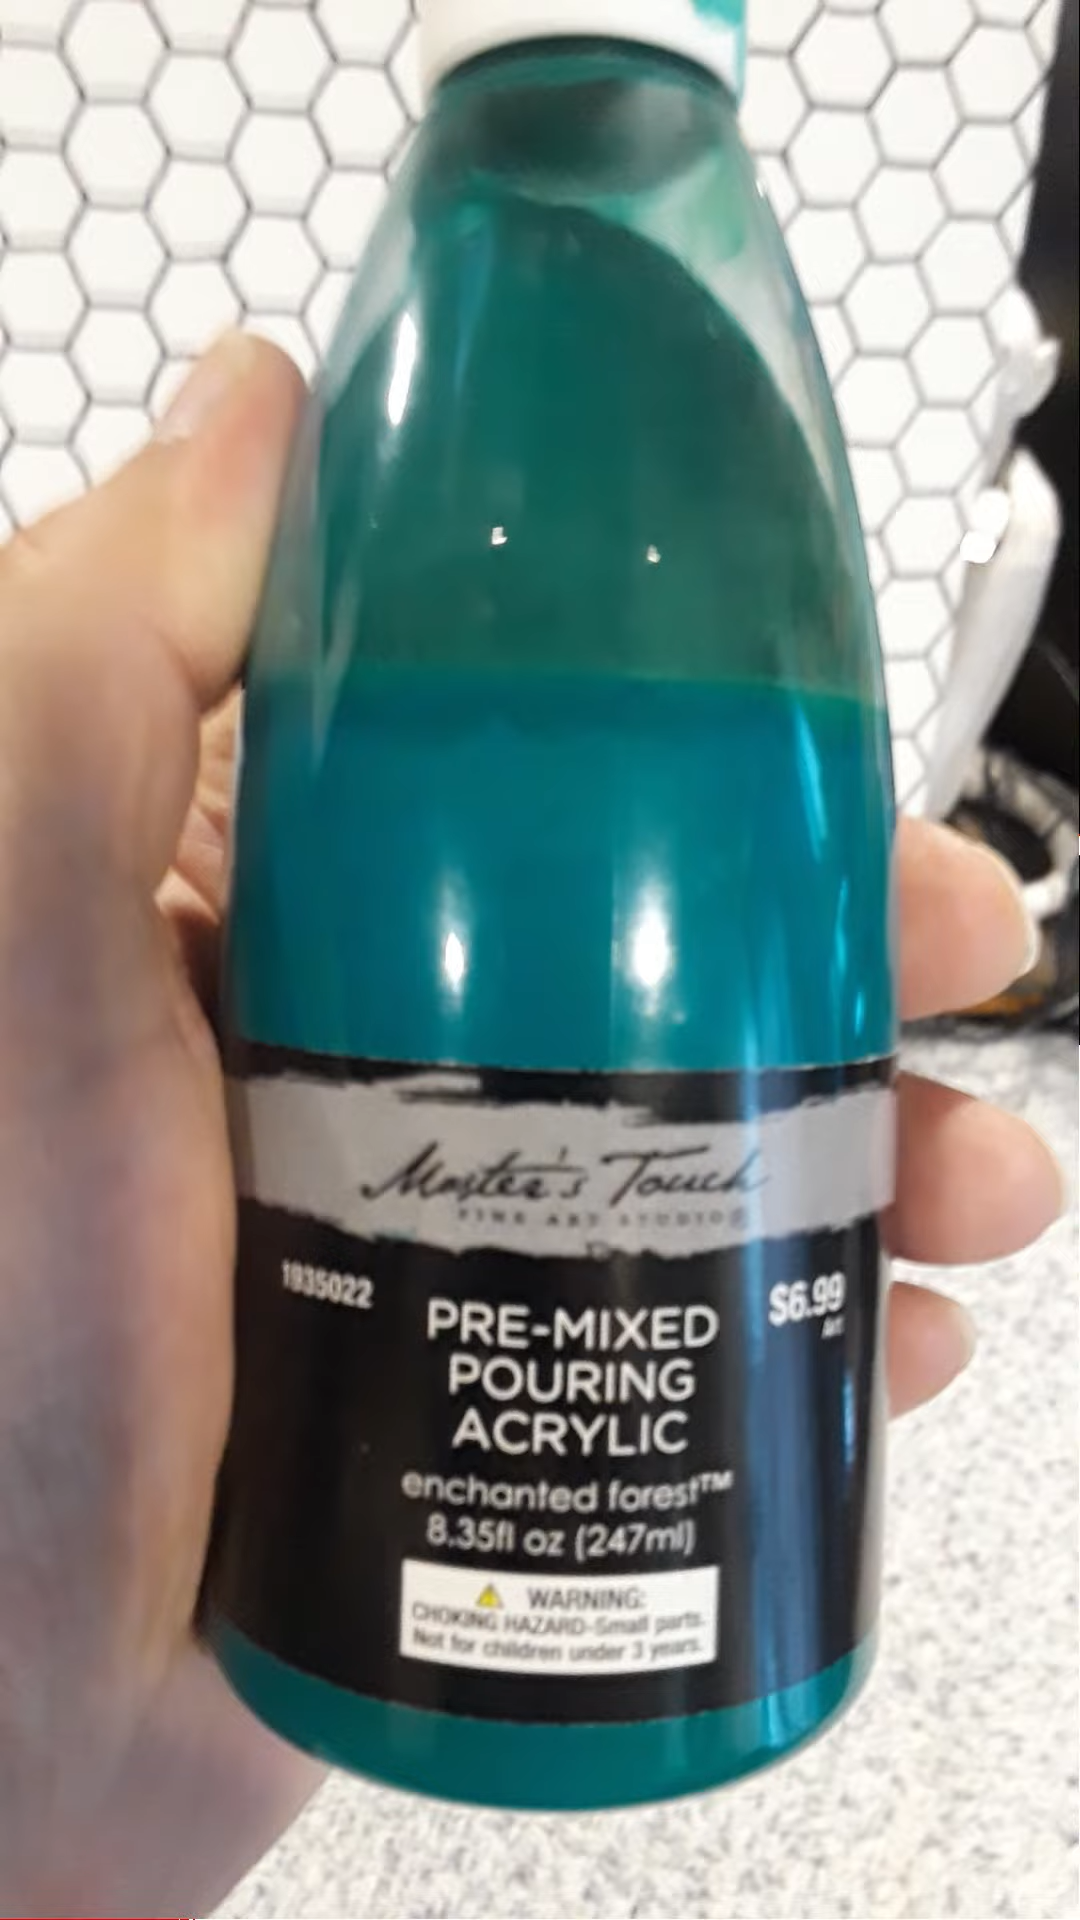 Master's Touch
FINE ART STUDIO®
1935022
$6.99
Art
PRE-MIXED
POURING
ACRYLIC
enchanted forest™
8.35fl oz (247ml)
WARNING:
CHOKING HAZARD-Small parts.
Not for children under 3 years.